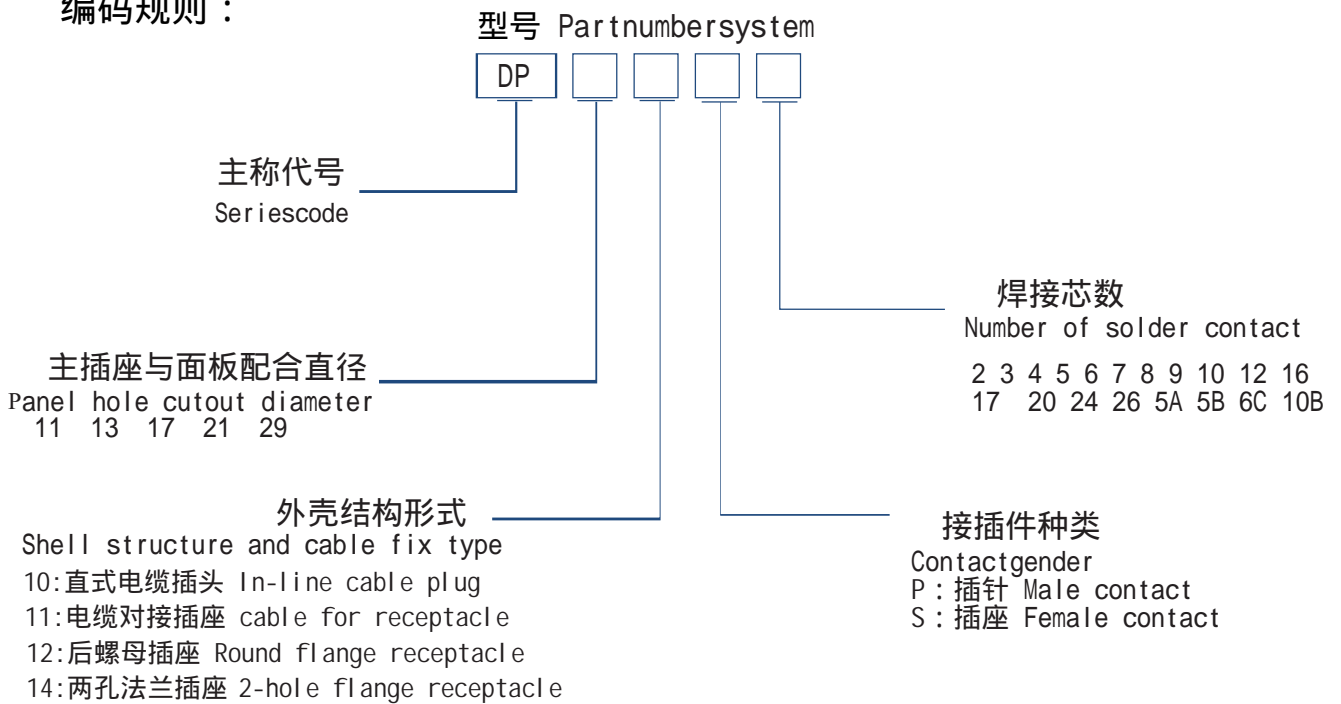 编码规则：
型号 Partnumbersystem
DP
主称代号
Seriescode
焊接芯数
Number of solder contact
2 3 4 5 6 7 8 9 10 12 16
17 20 24 26 5A 5B 6C 10B
主插座与面板配合直径
Panel hole cutout diameter
11 13 17 21 29
外壳结构形式
Shell structure and cable fix type
10:直式电缆插头 In-line cable plug
11:电缆对接插座 cable for receptacle
12:后螺母插座 Round flange receptacle
14:两孔法兰插座 2-hole flange receptacle
接插件种类
Contactgender
P：插针 Male contact
S：插座 Female contact